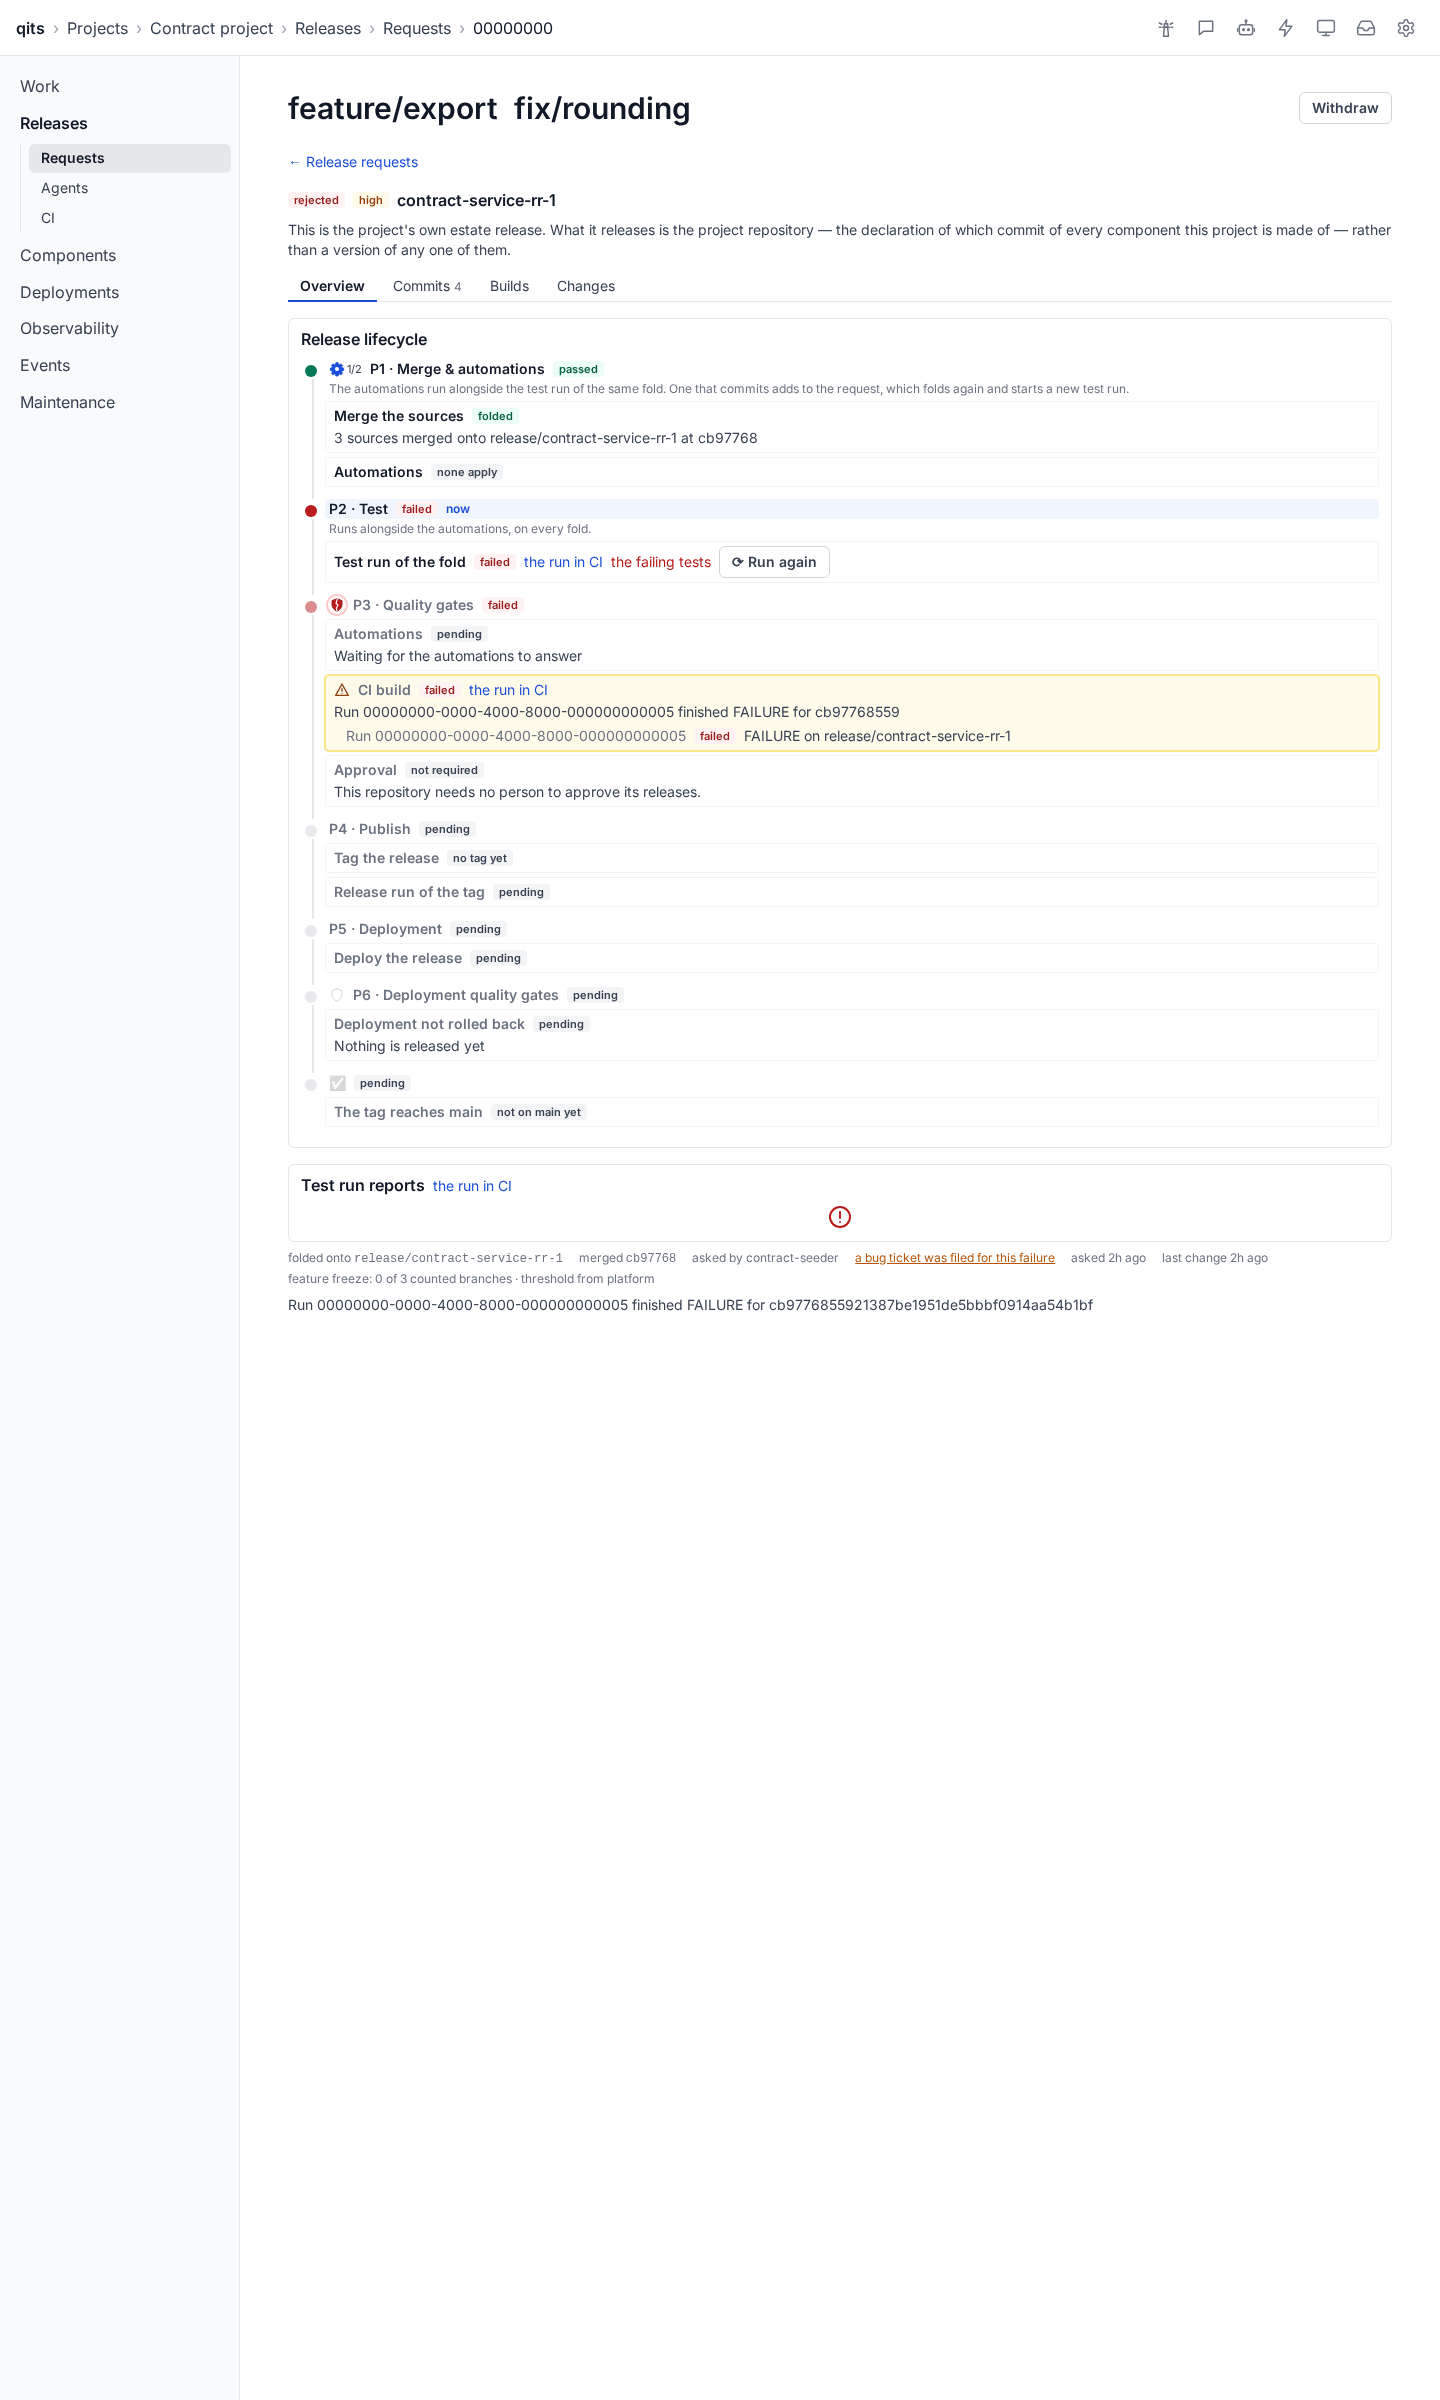 qits › Projects › Contract project › Releases › Requests › 00000000
Work
Releases
Requests
Agents
CI
Components
Deployments
Observability
Events
Maintenance
feature/export fix/rounding
Withdraw
← Release requests
rejected high contract-service-rr-1
This is the project's own estate release. What it releases is the project repository — the declaration of which commit of every component this project is made of — rather
than a version of any one of them.
Overview Commits 4 Builds Changes
Release lifecycle
1/2 P1 · Merge & automations passed
The automations run alongside the test run of the same fold. One that commits adds to the request, which folds again and starts a new test run.
Merge the sources folded
3 sources merged onto release/contract-service-rr-1 at cb97768
Automations none apply
P2 · Test failed now
Runs alongside the automations, on every fold.
Test run of the fold failed the run in CI the failing tests ⟳ Run again
P3 · Quality gates failed
Automations pending
Waiting for the automations to answer
CI build failed the run in CI
Run 00000000-0000-4000-8000-000000000005 finished FAILURE for cb97768559
Run 00000000-0000-4000-8000-000000000005 failed FAILURE on release/contract-service-rr-1
Approval not required
This repository needs no person to approve its releases.
P4 · Publish pending
Tag the release no tag yet
Release run of the tag pending
P5 · Deployment pending
Deploy the release pending
P6 · Deployment quality gates pending
Deployment not rolled back pending
Nothing is released yet
☑ pending
The tag reaches main not on main yet
Test run reports the run in CI
folded onto release/contract-service-rr-1 merged cb97768 asked by contract-seeder a bug ticket was filed for this failure asked 2h ago last change 2h ago
feature freeze: 0 of 3 counted branches · threshold from platform
Run 00000000-0000-4000-8000-000000000005 finished FAILURE for cb9776855921387be1951de5bbbf0914aa54b1bf